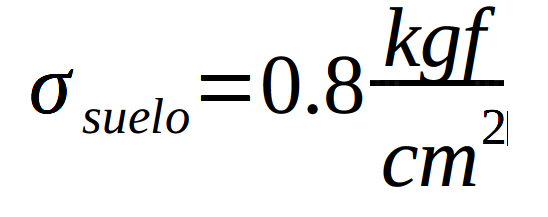 σ suelo = 0.8 kgf / cm²